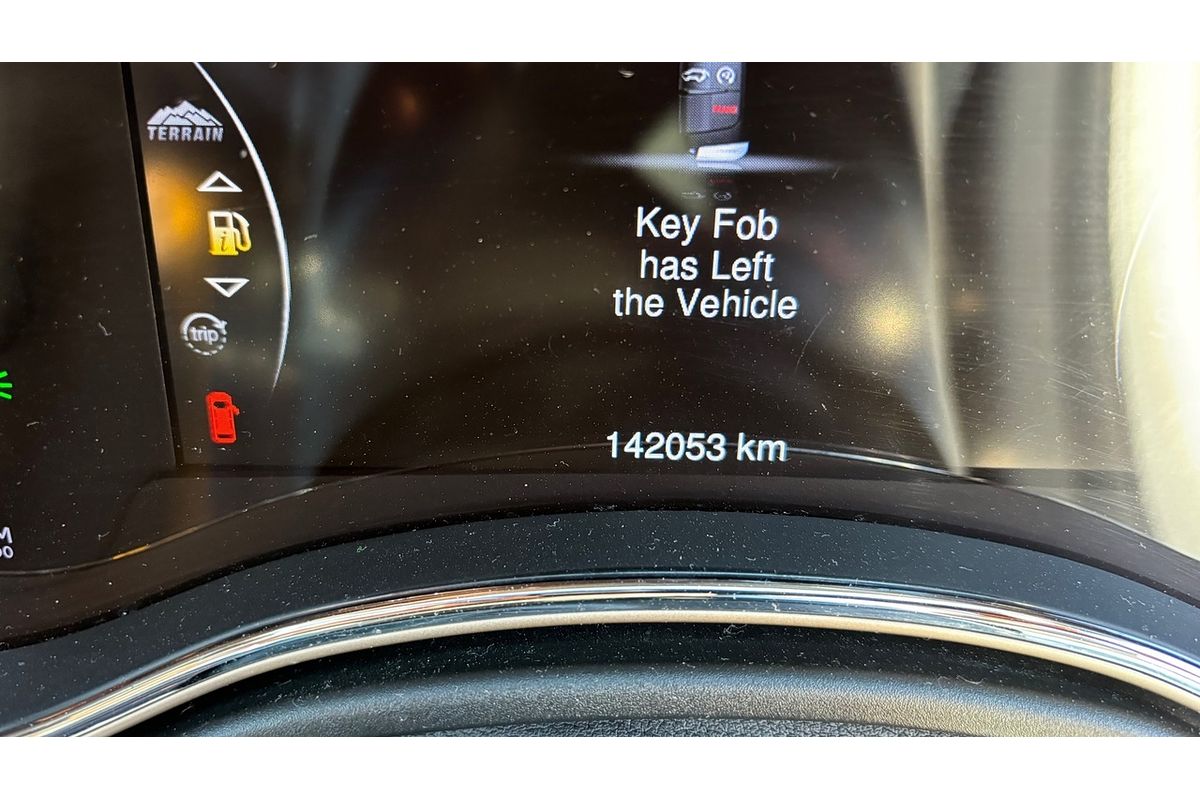 TERRAIN
Key Fob
has Left
the Vehicle
trip
142053 km